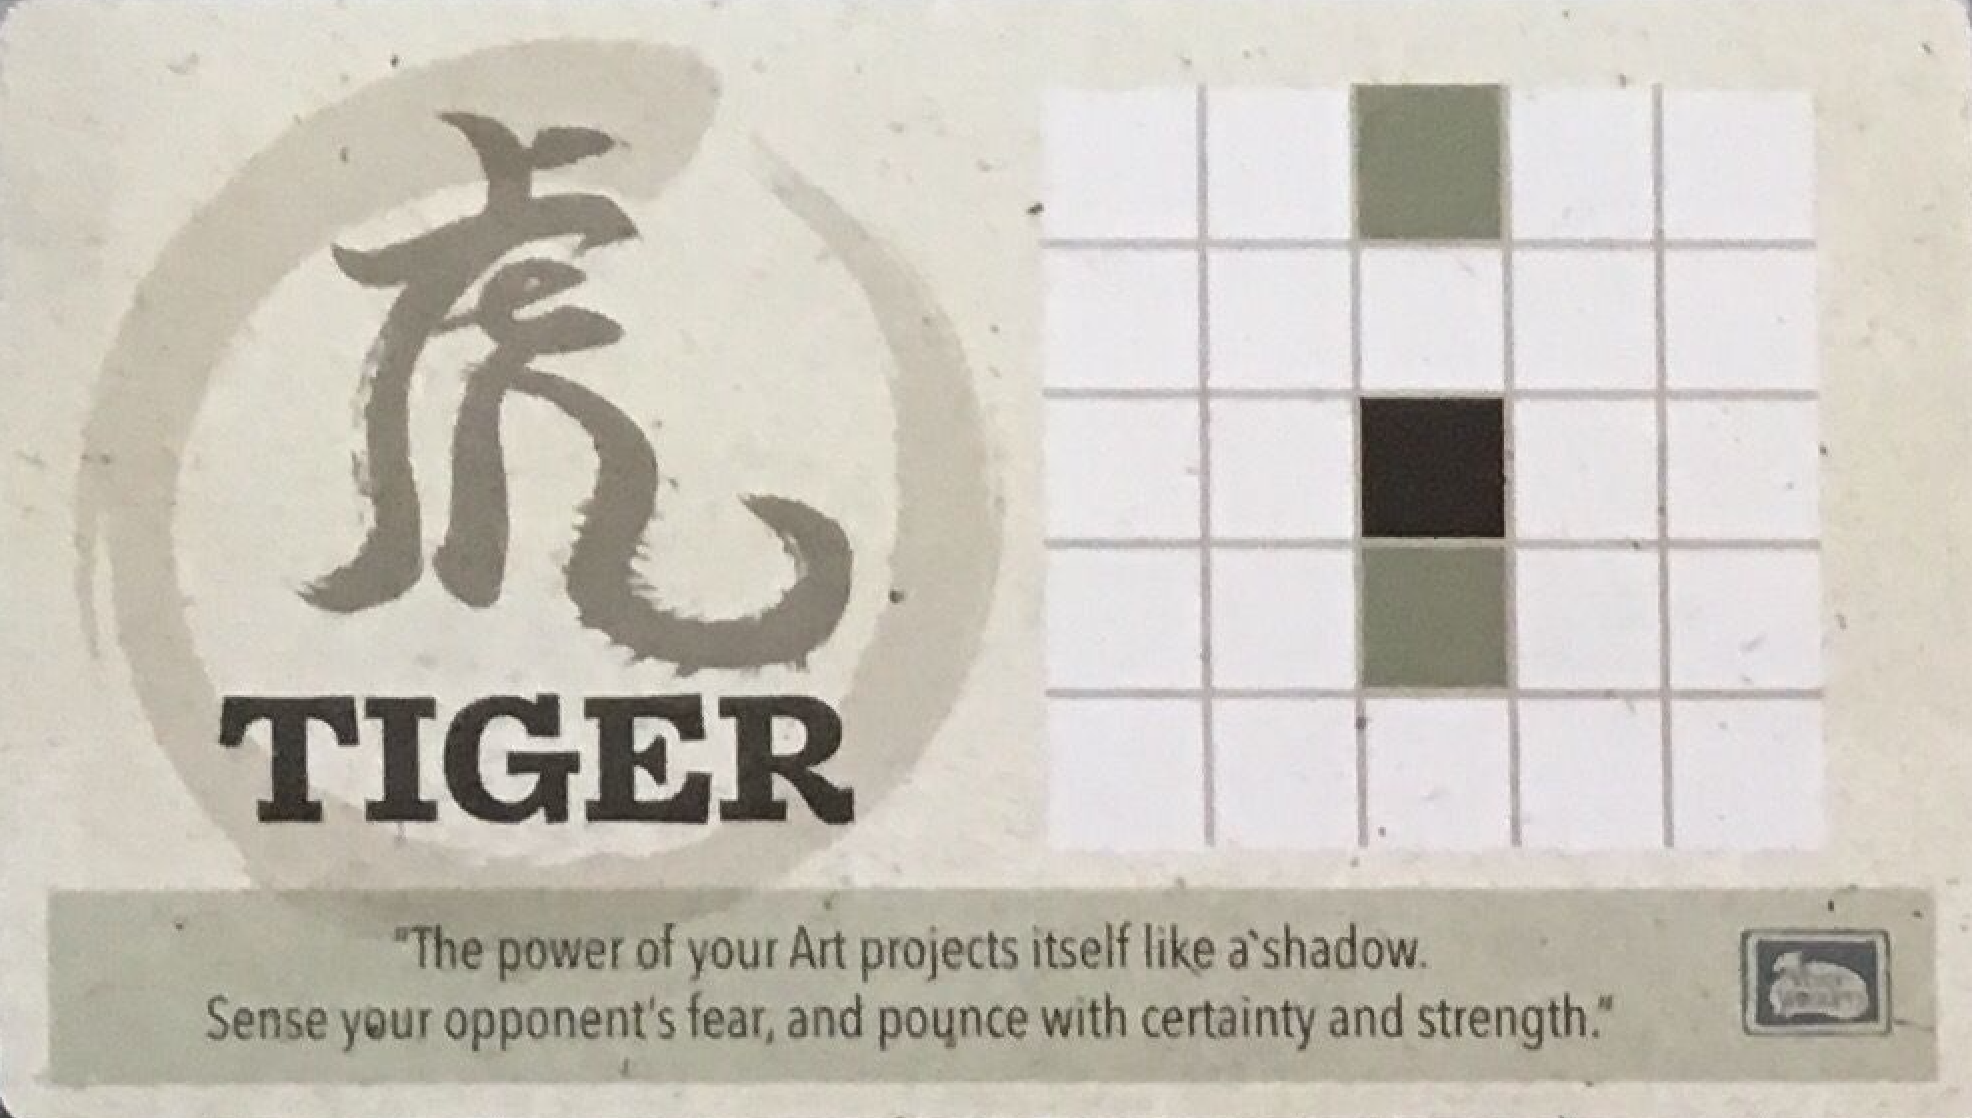 虎
TIGER
"The power of your Art projects itself like a shadow.
Sense your opponent's fear, and pounce with certainty and strength."